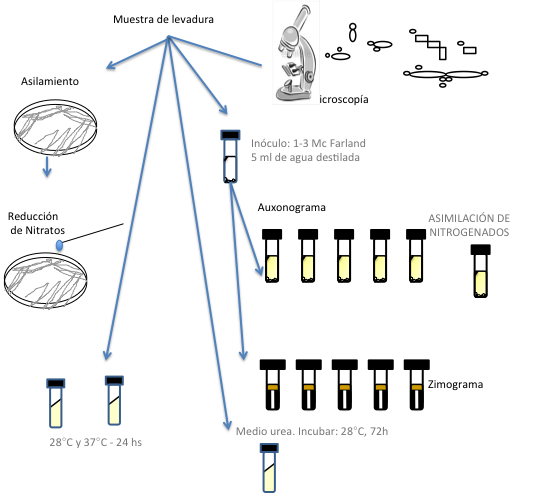 Muestra de levadura
icroscopía
Asilamiento
Inóculo: 1-3 Mc Farland
5 ml de agua destilada
Reducción
de Nitratos
Auxonograma
ASIMILACIÓN DE
NITROGENADOS
Zimograma
28°C y 37°C - 24 hs
Medio urea. Incubar: 28°C, 72h